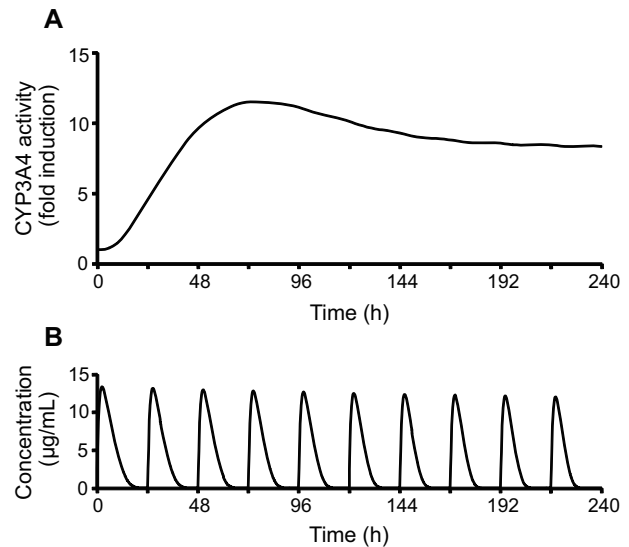 A
15
10
5
0
CYP3A4 activity
(fold induction)
0 48 96 144 192 240
Time (h)
B
15
10
5
0
Concentration
(μg/mL)
0 48 96 144 192 240
Time (h)